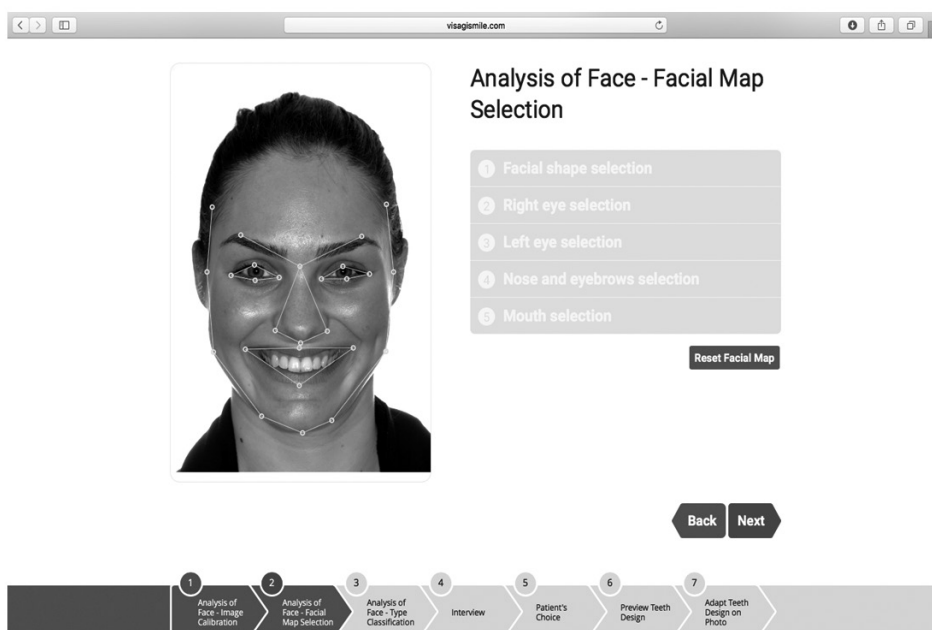 visagismile.com
Analysis of Face - Facial Map
Selection
1 Facial shape selection
2 Right eye selection
3 Left eye selection
4 Nose and eyebrows selection
5 Mouth selection
Reset Facial Map
Back Next
1
Analysis of
Face - Image
Calibration
2
Analysis of
Face - Facial
Map Selection
3
Analysis of
Face - Type
Classification
4
Interview
5
Patient's
Choice
6
Preview Teeth
Design
7
Adapt Teeth
Design on
Photo